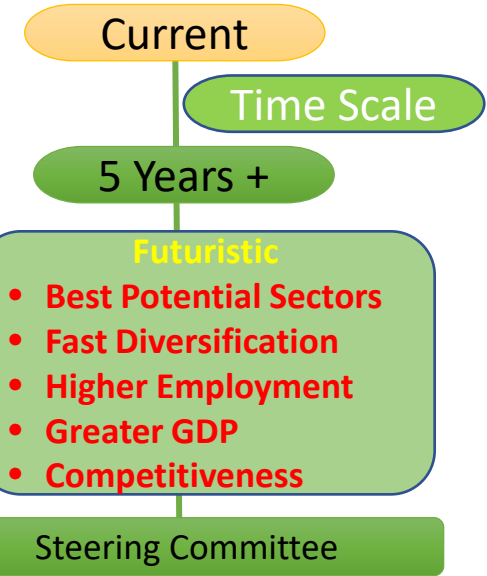 Current
Time Scale
5 Years +
Futuristic
• Best Potential Sectors
• Fast Diversification
• Higher Employment
• Greater GDP
• Competitiveness
Steering Committee